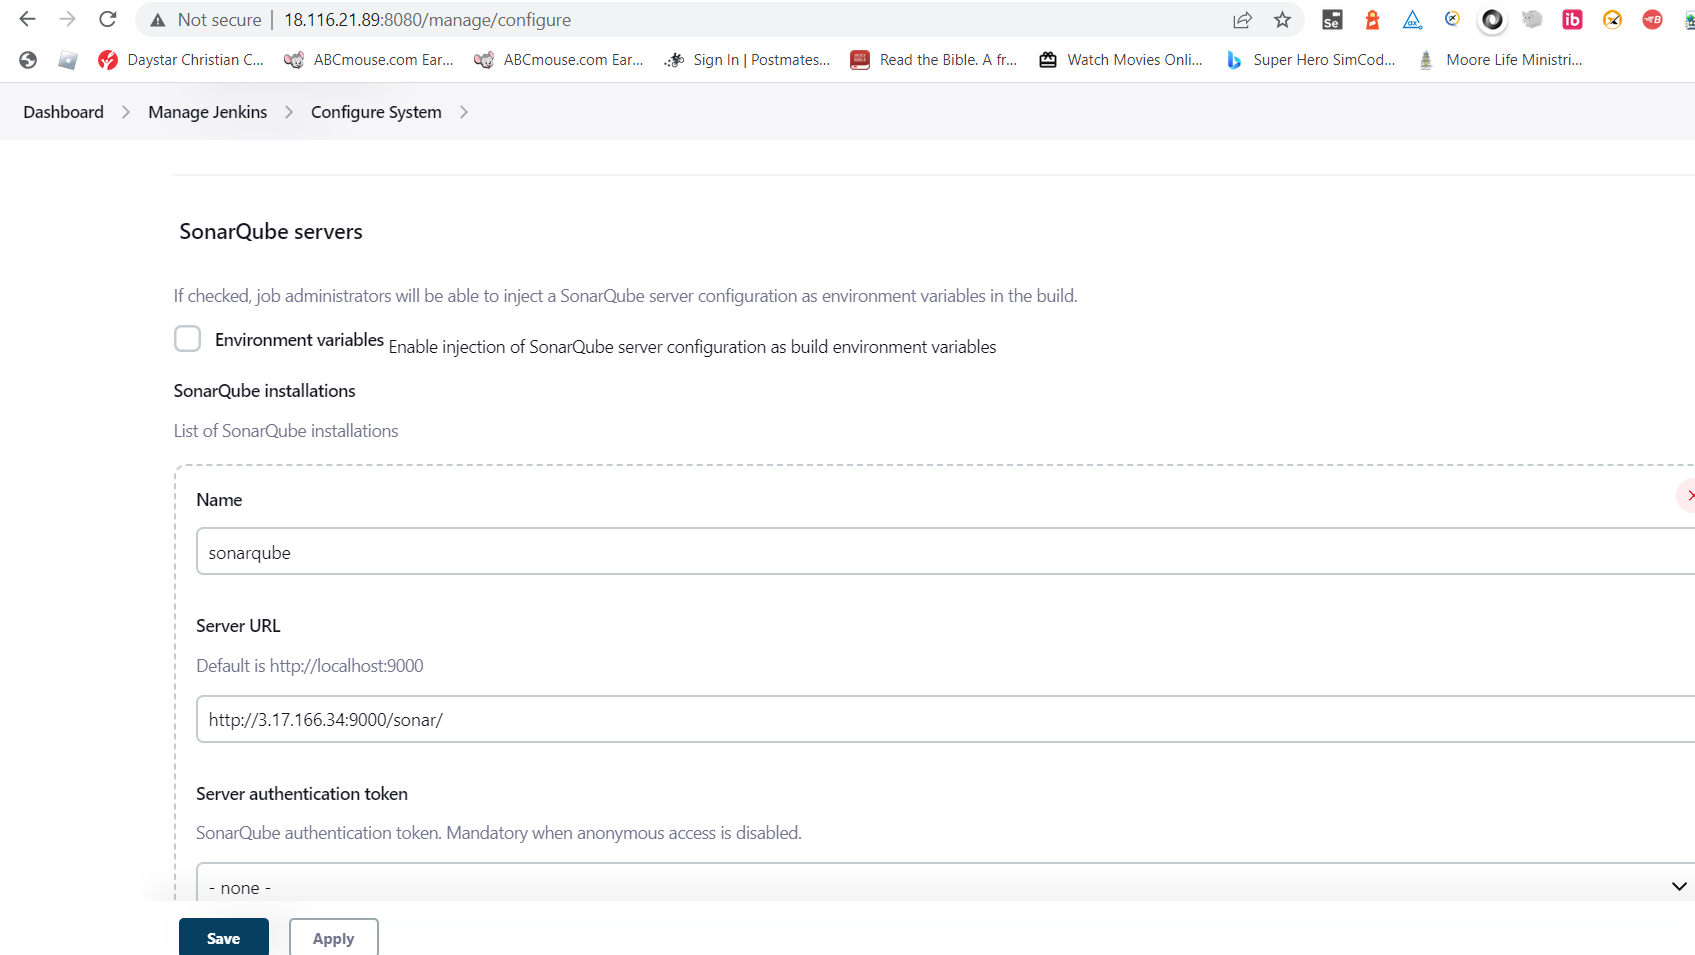 Not secure | 18.116.21.89:8080/manage/configure
Se ib B
Daystar Christian C... ABCmouse.com Ear... ABCmouse.com Ear... Sign In | Postmates... Read the Bible. A fr... Watch Movies Onli... Super Hero SimCod... Moore Life Ministri...
Dashboard > Manage Jenkins > Configure System >
SonarQube servers
If checked, job administrators will be able to inject a SonarQube server configuration as environment variables in the build.
Environment variables Enable injection of SonarQube server configuration as build environment variables
SonarQube installations
List of SonarQube installations
Name
sonarqube
Server URL
Default is http://localhost:9000
http://3.17.166.34:9000/sonar/
Server authentication token
SonarQube authentication token. Mandatory when anonymous access is disabled.
- none -
Save Apply